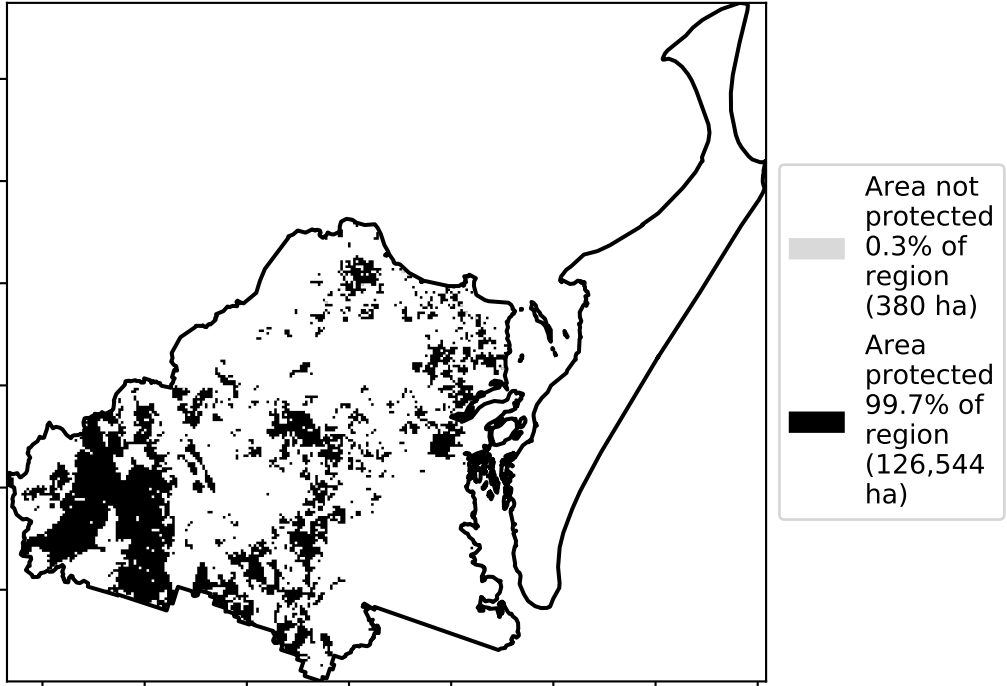 Area not
protected
0.3% of
region
(380 ha)
Area
protected
99.7% of
region
(126,544
ha)